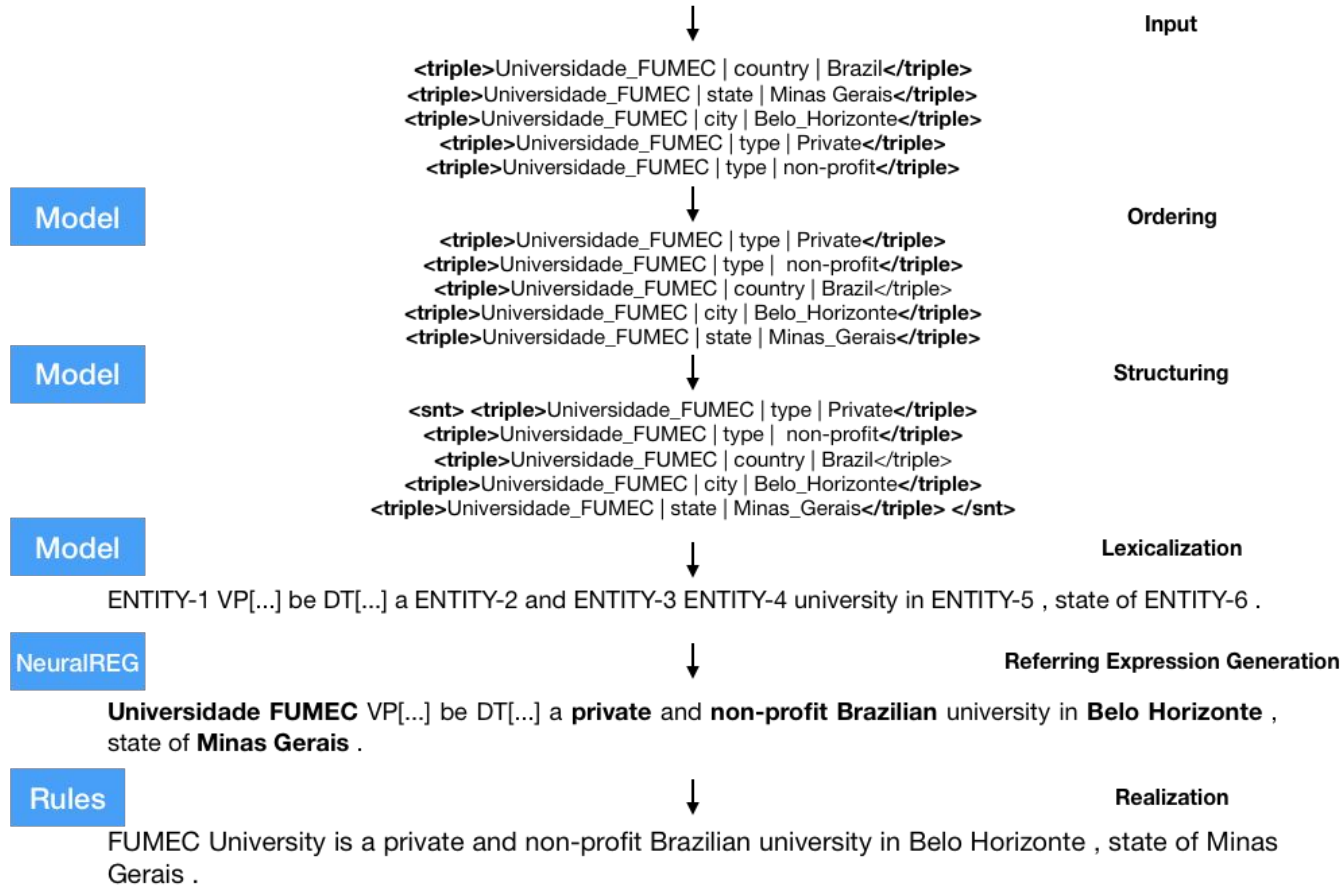 Input
<triple>Universidade_FUMEC | country | Brazil</triple>
<triple>Universidade_FUMEC | state | Minas Gerais</triple>
<triple>Universidade_FUMEC | city | Belo_Horizonte</triple>
<triple>Universidade_FUMEC | type | Private</triple>
<triple>Universidade_FUMEC | type | non-profit</triple>
Model
Ordering
<triple>Universidade_FUMEC | type | Private</triple>
<triple>Universidade_FUMEC | type | non-profit</triple>
<triple>Universidade_FUMEC | country | Brazil</triple>
<triple>Universidade_FUMEC | city | Belo_Horizonte</triple>
<triple>Universidade_FUMEC | state | Minas_Gerais</triple>
Model
Structuring
<snt> <triple>Universidade_FUMEC | type | Private</triple>
<triple>Universidade_FUMEC | type | non-profit</triple>
<triple>Universidade_FUMEC | country | Brazil</triple>
<triple>Universidade_FUMEC | city | Belo_Horizonte</triple>
<triple>Universidade_FUMEC | state | Minas_Gerais</triple> </snt>
Model
Lexicalization
ENTITY-1 VP[...] be DT[...] a ENTITY-2 and ENTITY-3 ENTITY-4 university in ENTITY-5 , state of ENTITY-6 .
NeuralREG
Referring Expression Generation
Universidade FUMEC VP[...] be DT[...] a private and non-profit Brazilian university in Belo Horizonte ,
state of Minas Gerais .
Rules
Realization
FUMEC University is a private and non-profit Brazilian university in Belo Horizonte , state of Minas
Gerais .